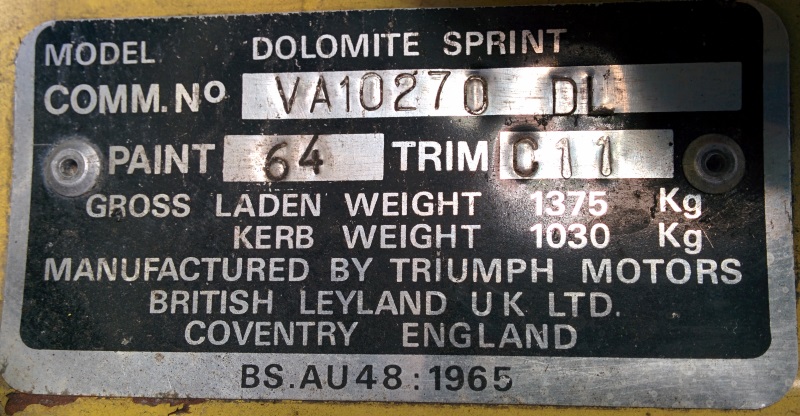 MODEL DOLOMITE SPRINT
COMM. No VA10270 DL
PAINT 64 TRIM C11
GROSS LADEN WEIGHT 1375 Kg
KERB WEIGHT 1030 Kg
MANUFACTURED BY TRIUMPH MOTORS
BRITISH LEYLAND UK LTD.
COVENTRY ENGLAND
BS.AU48:1965